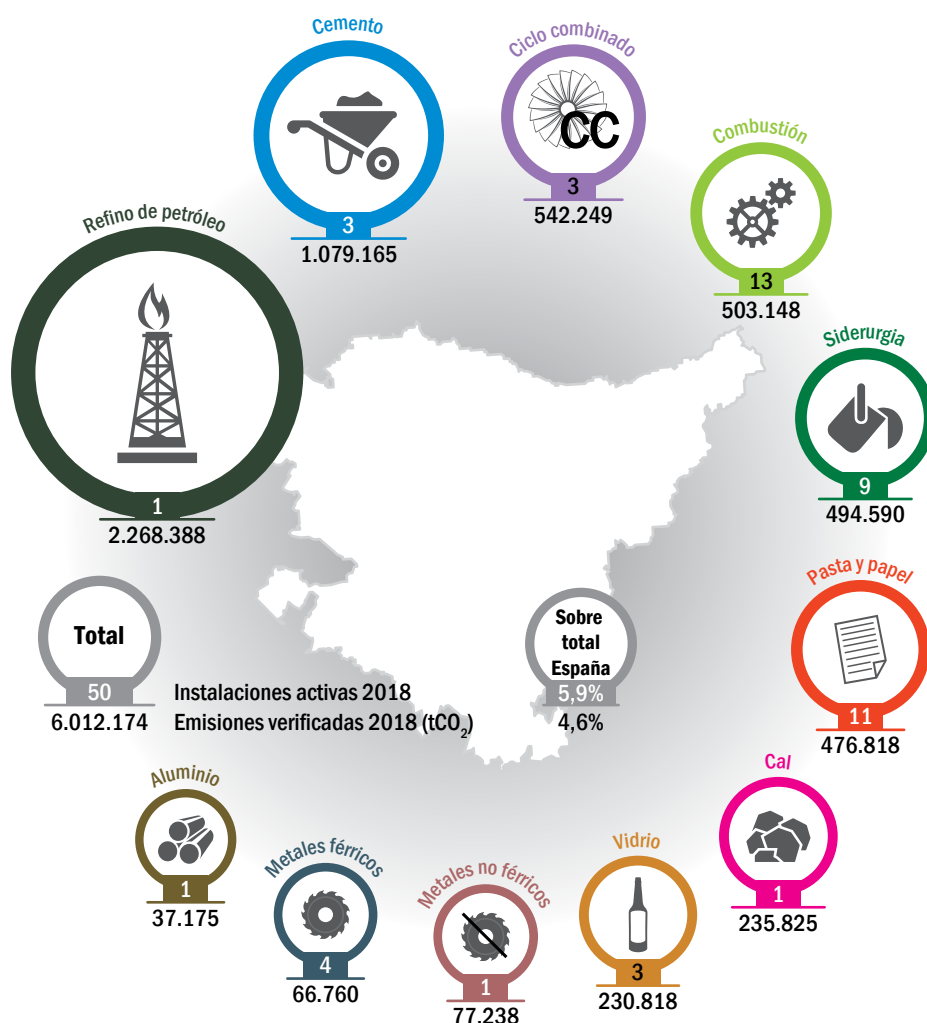 Cemento
3
1.079.165
Ciclo combinado
CC
3
542.249
Combustión
13
503.148
Refino de petróleo
1
2.268.388
Siderurgia
9
494.590
Pasta y papel
11
476.818
Total
50
6.012.174
Instalaciones activas 2018
Emisiones verificadas 2018 (tCO₂)
Sobre
total
España
5,9%
4,6%
Cal
1
235.825
Aluminio
1
37.175
Metales férricos
4
66.760
Metales no férricos
1
77.238
Vidrio
3
230.818